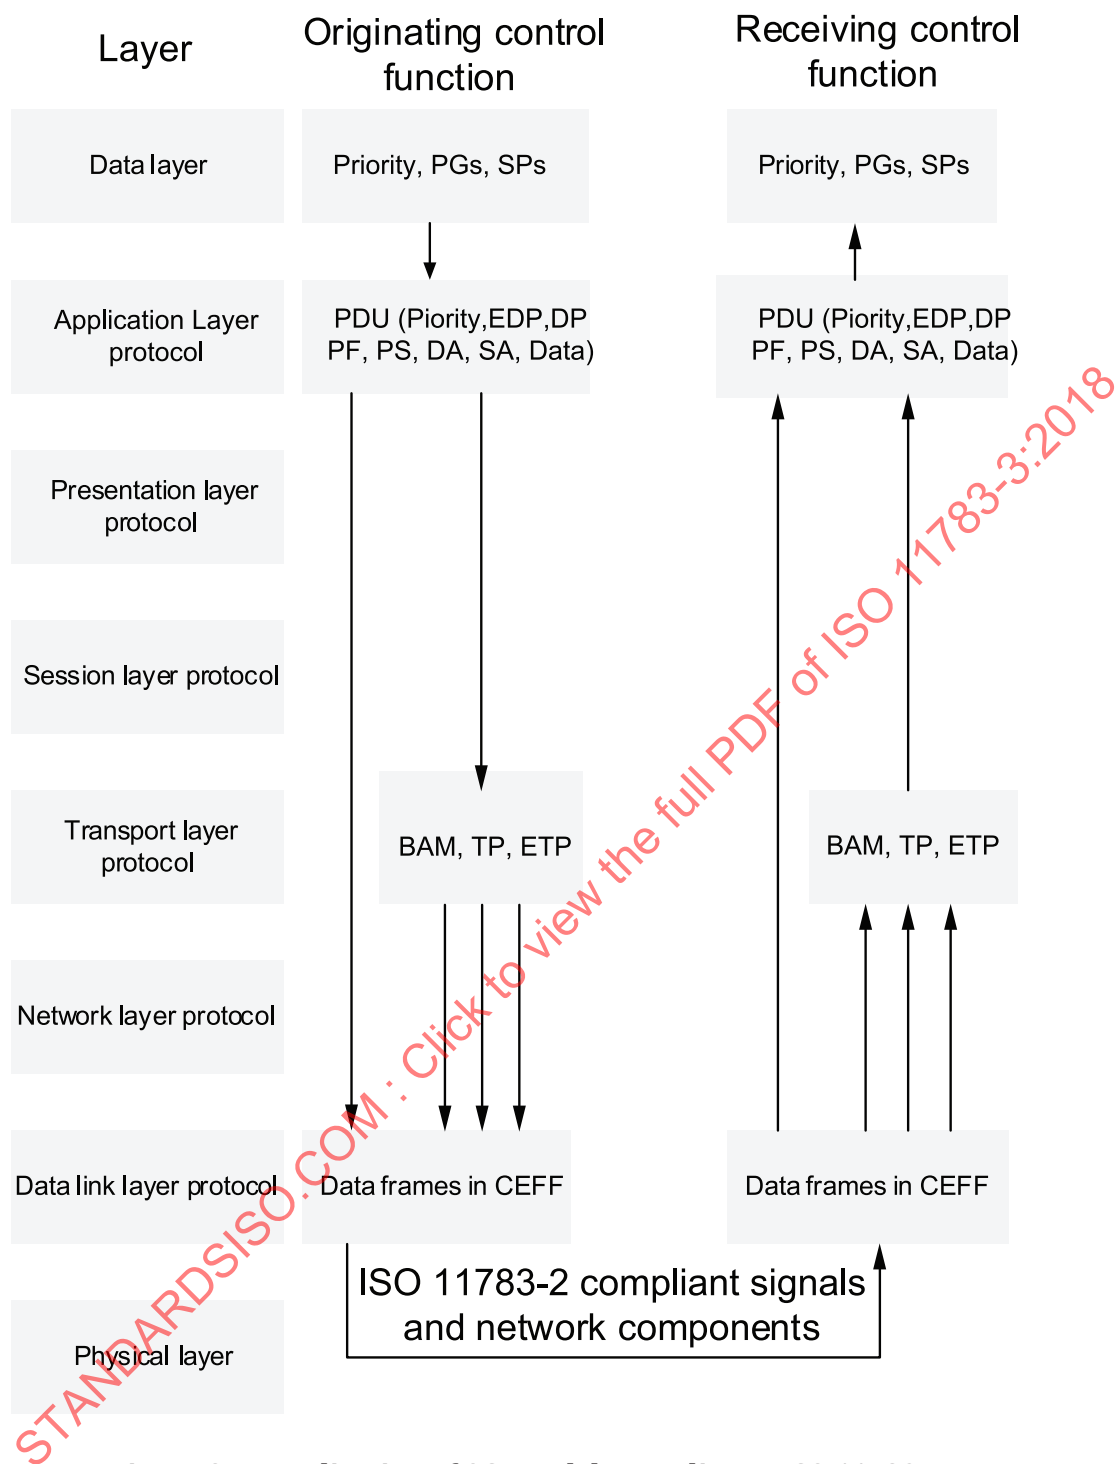 Layer
Originating control
function
Receiving control
function
Data layer
Priority, PGs, SPs
Priority, PGs, SPs
Application Layer
protocol
PDU (Piority,EDP,DP
PF, PS, DA, SA, Data)
PDU (Piority,EDP,DP
PF, PS, DA, SA, Data)
Presentation layer
protocol
Session layer protocol
Transport layer
protocol
BAM, TP, ETP
BAM, TP, ETP
Network layer protocol
Data link layer protocol
Data frames in CEFF
Data frames in CEFF
ISO 11783-2 compliant signals
and network components
Physical layer
STANDARDSISO.COM : Click to view the full PDF of ISO 11783-3:2018